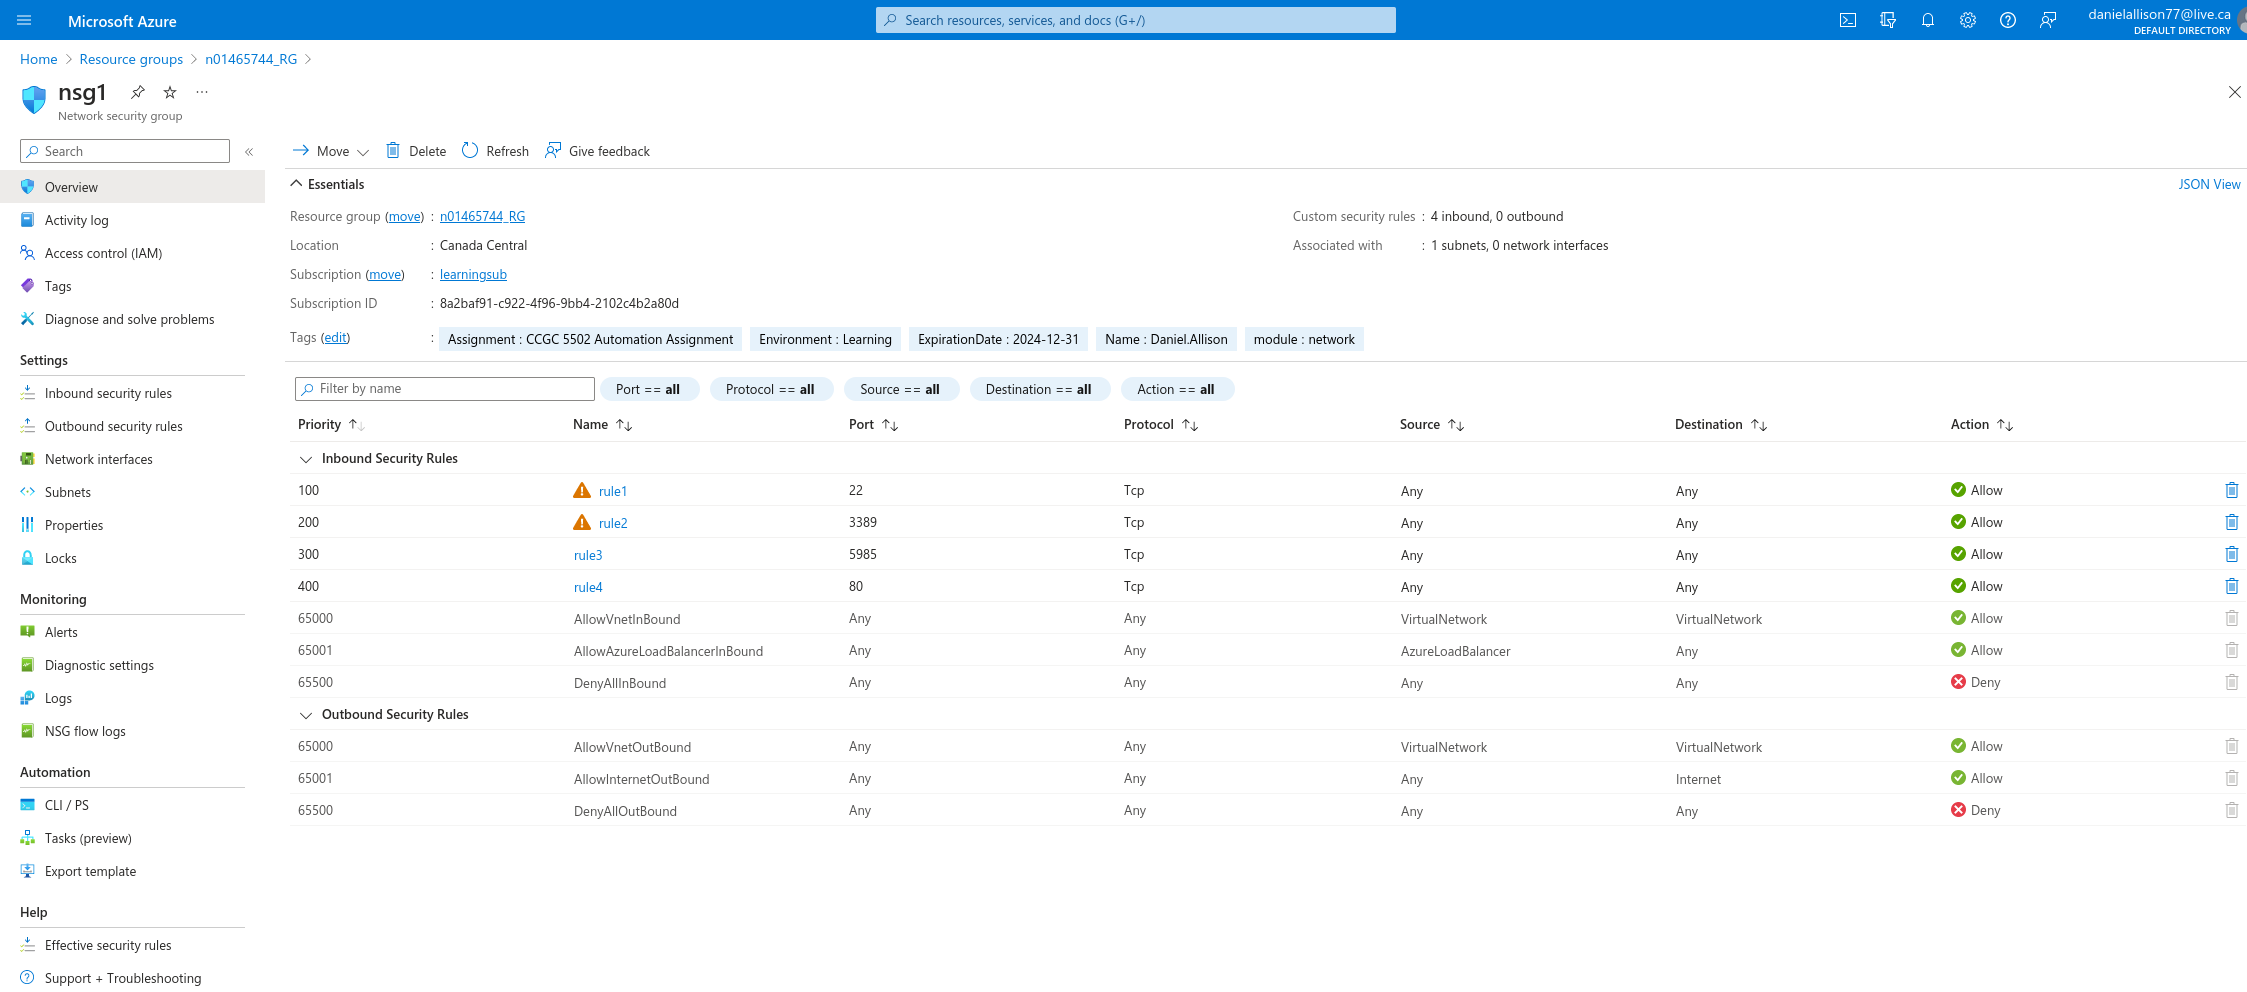 Microsoft Azure
Search resources, services, and docs (G+/)
danielallison77@live.ca
DEFAULT DIRECTORY
Home > Resource groups > n01465744_RG >
nsg1
Network security group
Search
Overview
Activity log
Access control (IAM)
Tags
Diagnose and solve problems
Settings
Inbound security rules
Outbound security rules
Network interfaces
Subnets
Properties
Locks
Monitoring
Alerts
Diagnostic settings
Logs
NSG flow logs
Automation
CLI / PS
Tasks (preview)
Export template
Help
Effective security rules
Support + Troubleshooting
Move Delete Refresh Give feedback
Essentials JSON View
Resource group (move) : n01465744_RG
Location : Canada Central
Subscription (move) : learningsub
Subscription ID : 8a2baf91-c922-4f96-9bb4-2102c4b2a80d
Custom security rules : 4 inbound, 0 outbound
Associated with : 1 subnets, 0 network interfaces
Tags (edit) : Assignment : CCGC 5502 Automation Assignment Environment : Learning ExpirationDate : 2024-12-31 Name : Daniel.Allison module : network
Filter by name Port == all Protocol == all Source == all Destination == all Action == all
Priority Name Port Protocol Source Destination Action
Inbound Security Rules
100 rule1 22 Tcp Any Any Allow
200 rule2 3389 Tcp Any Any Allow
300 rule3 5985 Tcp Any Any Allow
400 rule4 80 Tcp Any Any Allow
65000 AllowVnetInBound Any Any VirtualNetwork VirtualNetwork Allow
65001 AllowAzureLoadBalancerInBound Any Any AzureLoadBalancer Any Allow
65500 DenyAllInBound Any Any Any Any Deny
Outbound Security Rules
65000 AllowVnetOutBound Any Any VirtualNetwork VirtualNetwork Allow
65001 AllowInternetOutBound Any Any Any Internet Allow
65500 DenyAllOutBound Any Any Any Any Deny